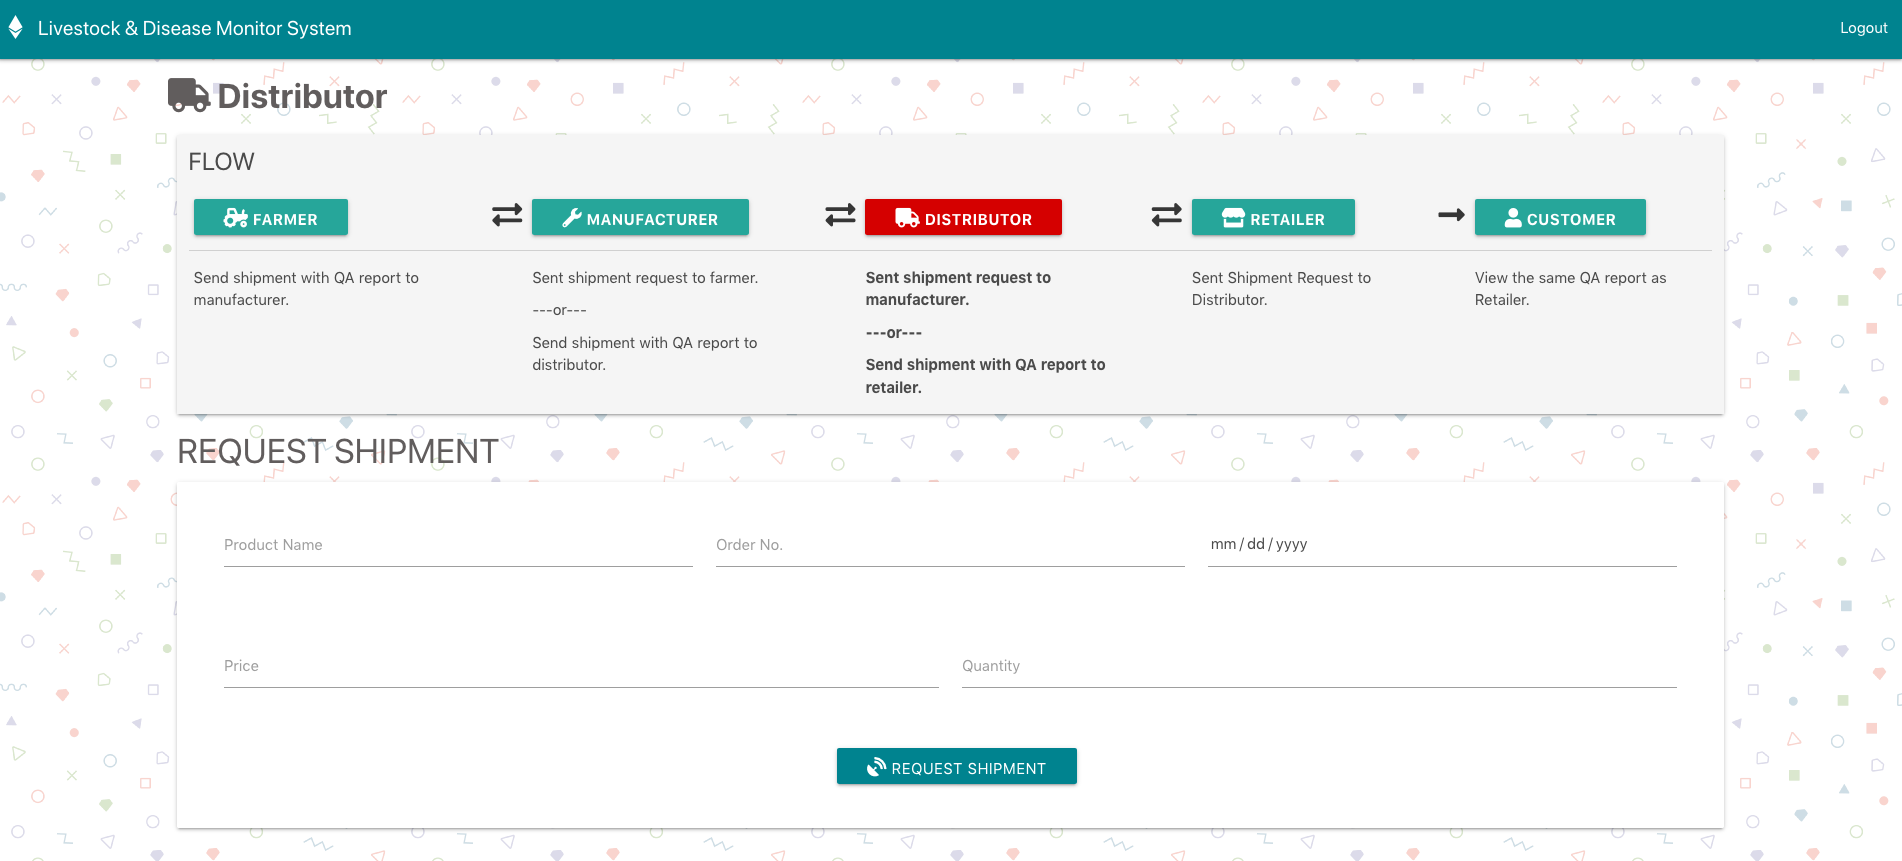 Livestock & Disease Monitor System
Logout
Distributor
FLOW
FARMER
MANUFACTURER
DISTRIBUTOR
RETAILER
CUSTOMER
Send shipment with QA report to
manufacturer.
Sent shipment request to farmer.
---or---
Send shipment with QA report to
distributor.
Sent shipment request to
manufacturer.
---or---
Send shipment with QA report to
retailer.
Sent Shipment Request to
Distributor.
View the same QA report as
Retailer.
REQUEST SHIPMENT
Product Name
Order No.
mm/dd/yyyy
Price
Quantity
REQUEST SHIPMENT